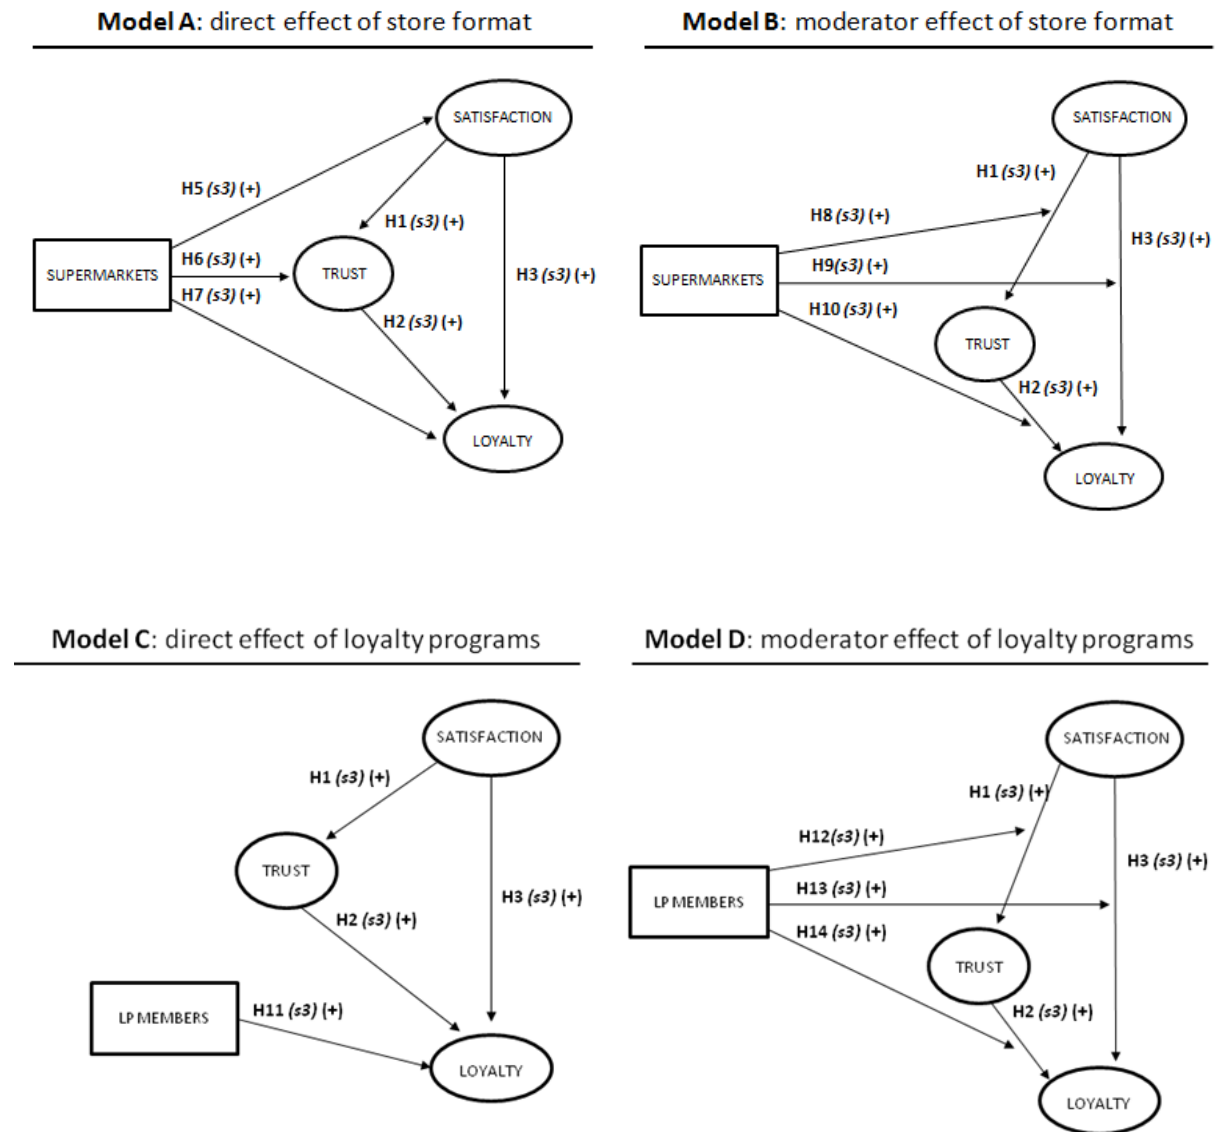 Model A: direct effect of store format
SATISFACTION
H5 (s3) (+)
H1 (s3) (+)
SUPERMARKETS
H6 (s3) (+)
TRUST
H3 (s3) (+)
H7 (s3) (+)
H2 (s3) (+)
LOYALTY
Model B: moderator effect of store format
SATISFACTION
H1 (s3) (+)
H8 (s3) (+)
H3 (s3) (+)
SUPERMARKETS
H9(s3) (+)
H10 (s3) (+)
TRUST
H2 (s3) (+)
LOYALTY
Model C: direct effect of loyalty programs
SATISFACTION
H1 (s3) (+)
TRUST
H3 (s3) (+)
H2 (s3) (+)
LP MEMBERS
H11 (s3) (+)
LOYALTY
Model D: moderator effect of loyalty programs
SATISFACTION
H1 (s3) (+)
H12(s3) (+)
H3 (s3) (+)
LP MEMBERS
H13 (s3) (+)
H14 (s3) (+)
TRUST
H2 (s3) (+)
LOYALTY